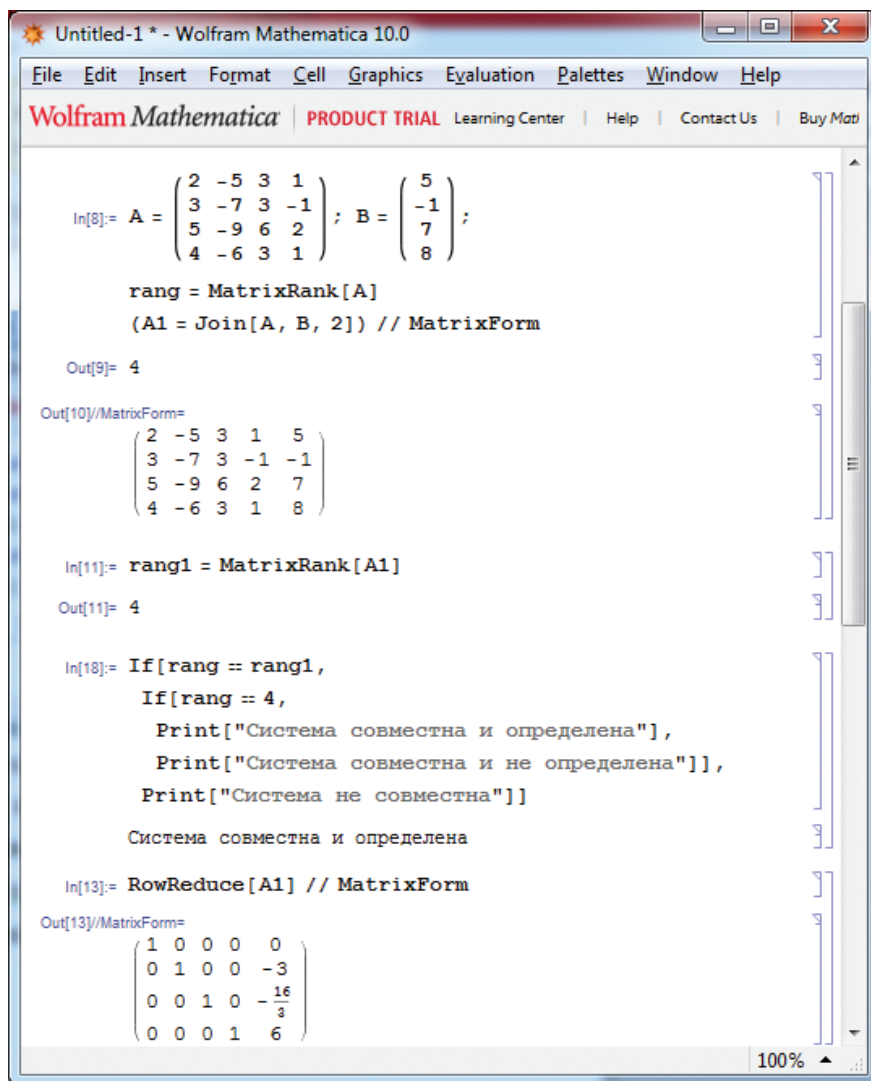 Untitled-1 * - Wolfram Mathematica 10.0
File Edit Insert Format Cell Graphics Evaluation Palettes Window Help
Wolfram Mathematica | PRODUCT TRIAL Learning Center | Help | Contact Us | Buy Mat
In[8]:= A = ( 2 -5 3 1
3 -7 3 -1
5 -9 6 2
4 -6 3 1 ) ; B = ( 5
-1
7
8 ) ;
rang = MatrixRank[A]
(A1 = Join[A, B, 2]) // MatrixForm
Out[9]= 4
Out[10]//MatrixForm=
2 -5 3 1 5
3 -7 3 -1 -1
5 -9 6 2 7
4 -6 3 1 8
In[11]:= rang1 = MatrixRank[A1]
Out[11]= 4
In[18]:= If[rang == rang1,
If[rang == 4,
Print["Система совместна и определена"],
Print["Система совместна и не определена"]],
Print["Система не совместна"]]
Система совместна и определена
In[13]:= RowReduce[A1] // MatrixForm
Out[13]//MatrixForm=
1 0 0 0 0
0 1 0 0 -3
0 0 1 0 -16/3
0 0 0 1 6
100%